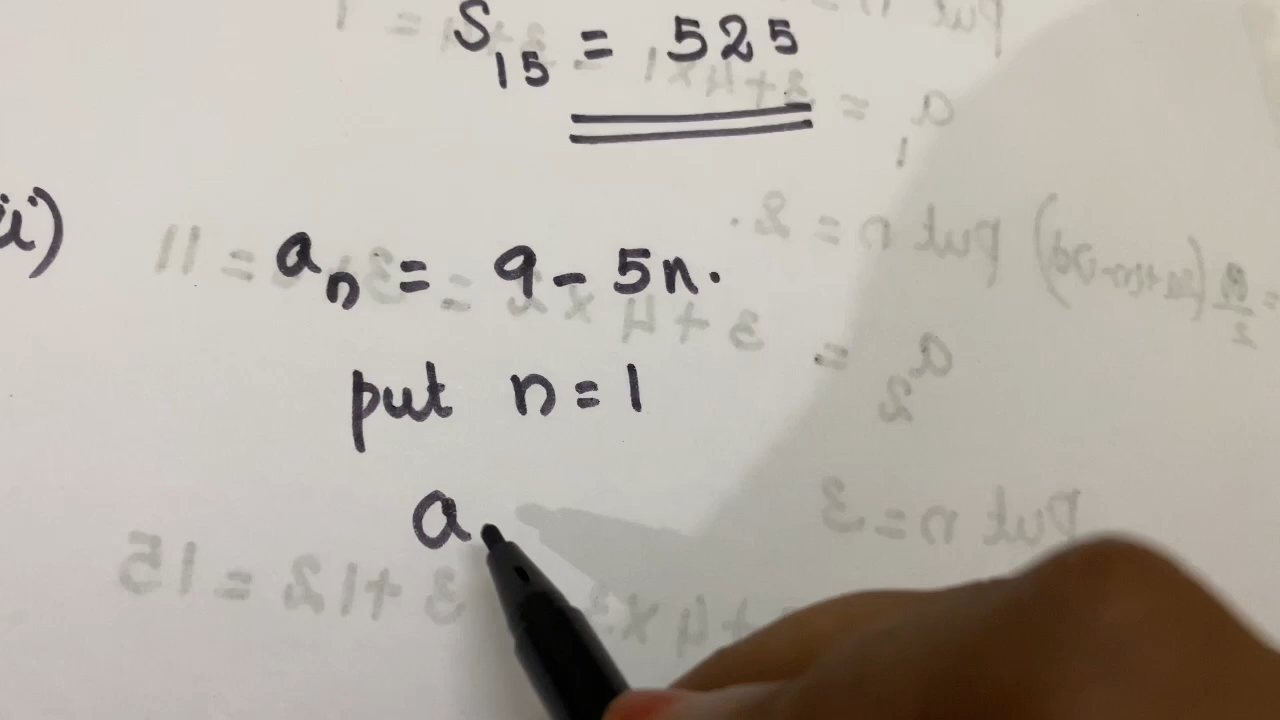 S₁₅ = 525
ii) aₙ = 9 - 5n.
put n = 1
a